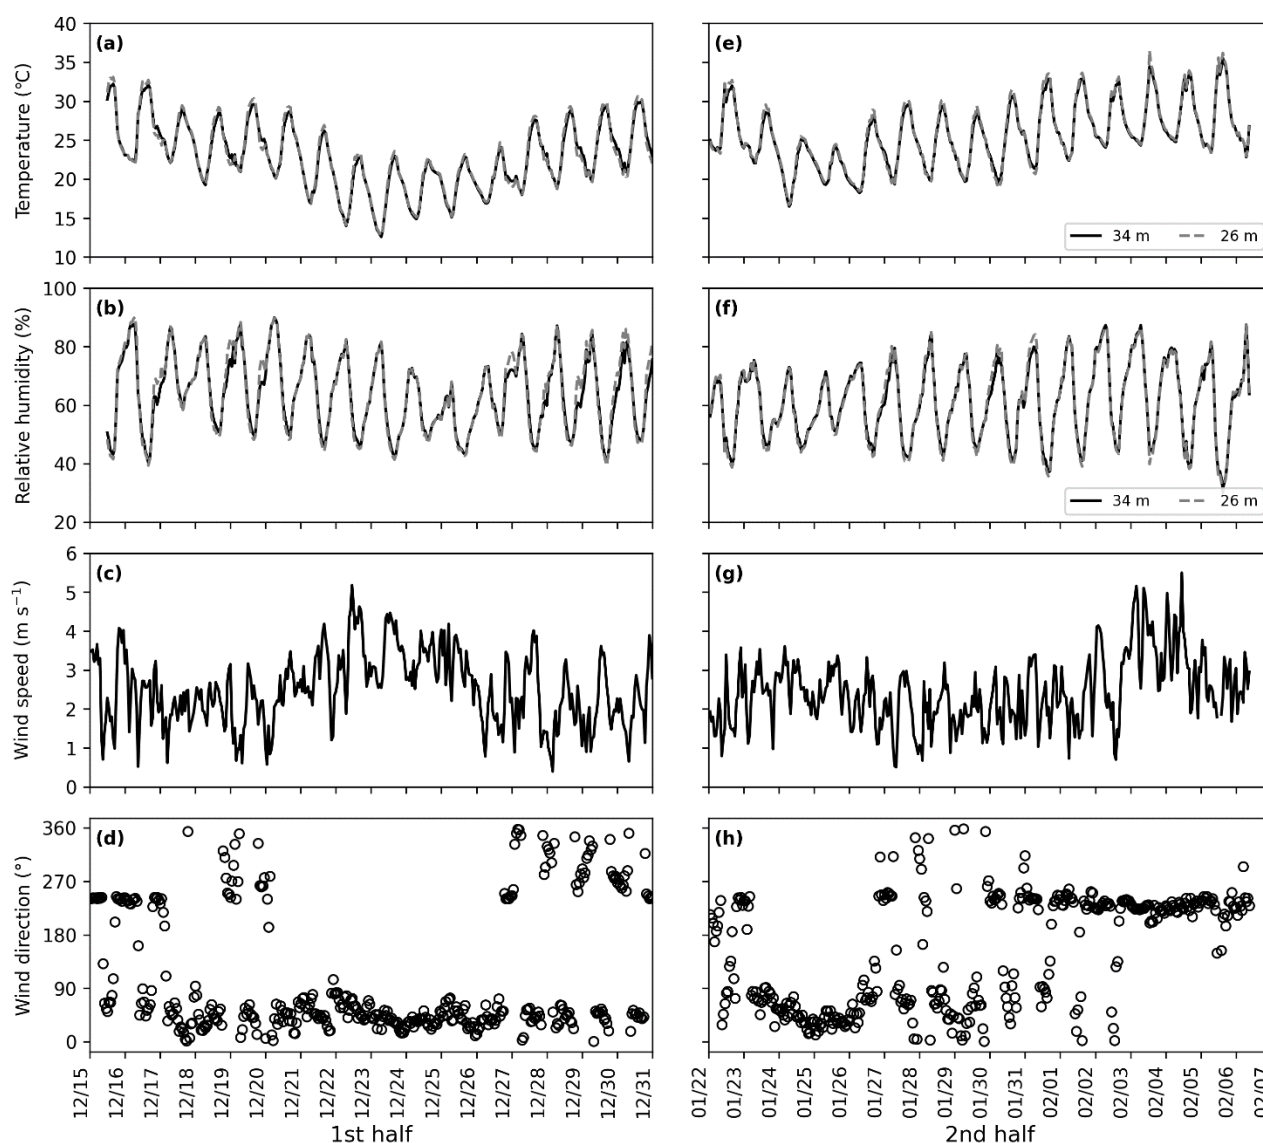 40
35
30
25
20
15
10
Temperature (°C)
(a)
(e)
34 m 26 m
100
80
60
40
20
Relative humidity (%)
(b)
(f)
34 m 26 m
6
5
4
3
2
1
0
Wind speed (m s⁻¹)
(c)
(g)
360
270
180
90
0
Wind direction (°)
(d)
(h)
12/15 12/16 12/17 12/18 12/19 12/20 12/21 12/22 12/23 12/24 12/25 12/26 12/27 12/28 12/29 12/30 12/31
01/22 01/23 01/24 01/25 01/26 01/27 01/28 01/29 01/30 01/31 02/01 02/02 02/03 02/04 02/05 02/06 02/07
1st half
2nd half